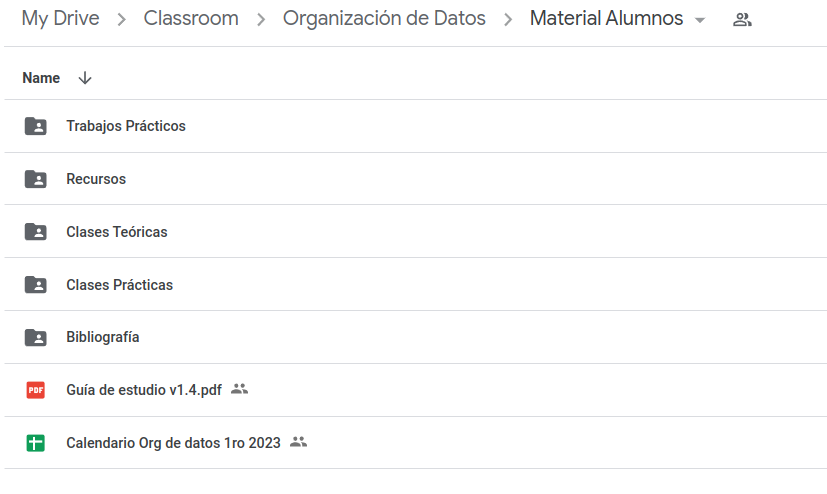 My Drive > Classroom > Organización de Datos > Material Alumnos
Name
Trabajos Prácticos
Recursos
Clases Teóricas
Clases Prácticas
Bibliografía
PDF Guía de estudio v1.4.pdf
Calendario Org de datos 1ro 2023